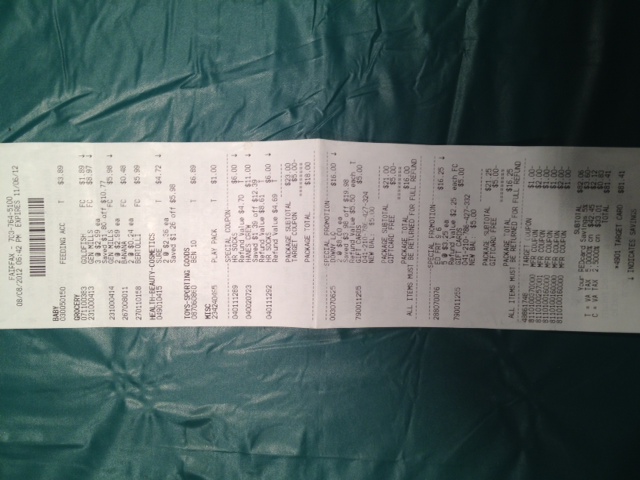 FAIRFAX - 703-764-5100
08/08/2012 06:42 PM EXPIRES 11/06/12
BABY
030050150 FEEDING ACC T $3.89
GROCERY
071100383 GOLDFISH FC $1.89 ↓
231000413 GEN MILLS FC $8.97 ↓
3 @ $2.99 ea
Saved $1.80 off $10.77
231000414 GEN MILLS FC $5.98 ↓
2 @ $2.99 ea
267008011 BANANA FC $0.48
2 @ $0.24 ea
270110158 BERTOLLI FC $5.99
HEALTH-BEAUTY-COSMETICS
049010415 SURE T $4.72 ↓
2 @ $2.36 ea
Saved $1.26 off $5.98
TOYS-SPORTING GOODS
087060860 BEN 10 T $6.89
MISC
234240495 PLAY PACK T $1.00
SPECIAL COUPON
040111289 HR SOCKS $6.00 ↓
Refund Value $4.70 T
040020723 HANES CREW $11.00 ↓
Saved $1.39 off $12.39
Refund Value $8.61 T
040111292 HR SOCKS $6.00 ↓
Refund Value $4.69 T
PACKAGE SUBTOTAL $23.00
TARGET COUPON $5.00-
PACKAGE TOTAL $18.00
SPECIAL PROMOTION
003070625 DOWNY LQ $16.00 ↓
2 @ $8.00 ea
Saved $3.98 off $19.98
Refund Value $5.50 each T
790011255 GIFT CARDS $5.00
041-210-786-427-324
NEW BAL: $5.00
PACKAGE SUBTOTAL $21.00
GIFTCARD FREE $5.00-
PACKAGE TOTAL $16.00
ALL ITEMS MUST BE RETURNED FOR FULL REFUND
SPECIAL PROMOTION
288070076 ED FRT S 6 $16.25 ↓
5 @ $3.25 ea
Refund Value $2.25 each FC
790011255 GIFT CARDS $5.00
041-210-786-427-332
NEW BAL: $5.00
PACKAGE SUBTOTAL $21.25
GIFTCARD FREE $5.00-
PACKAGE TOTAL $16.25
ALL ITEMS MUST BE RETURNED FOR FULL REFUND
49861748 TARGET COUPON $1.00-
8110100070000 MFR COUPON $2.00-
8110100257001 MFR COUPON $1.00-
8110100160000 MFR COUPON $2.00-
8110100160000 MFR COUPON $2.00-
8110100160000 MFR COUPON $1.00-
SUBTOTAL $82.06
Your REDcard Savings 5% $3.60-
T = VA TAX 5.0000% on $42.45 $2.12
C = VA TAX 2.5000% on $33.01 $0.83
TOTAL $81.41
*4901 TARGET CARD $81.41
↓ INDICATES SAVINGS